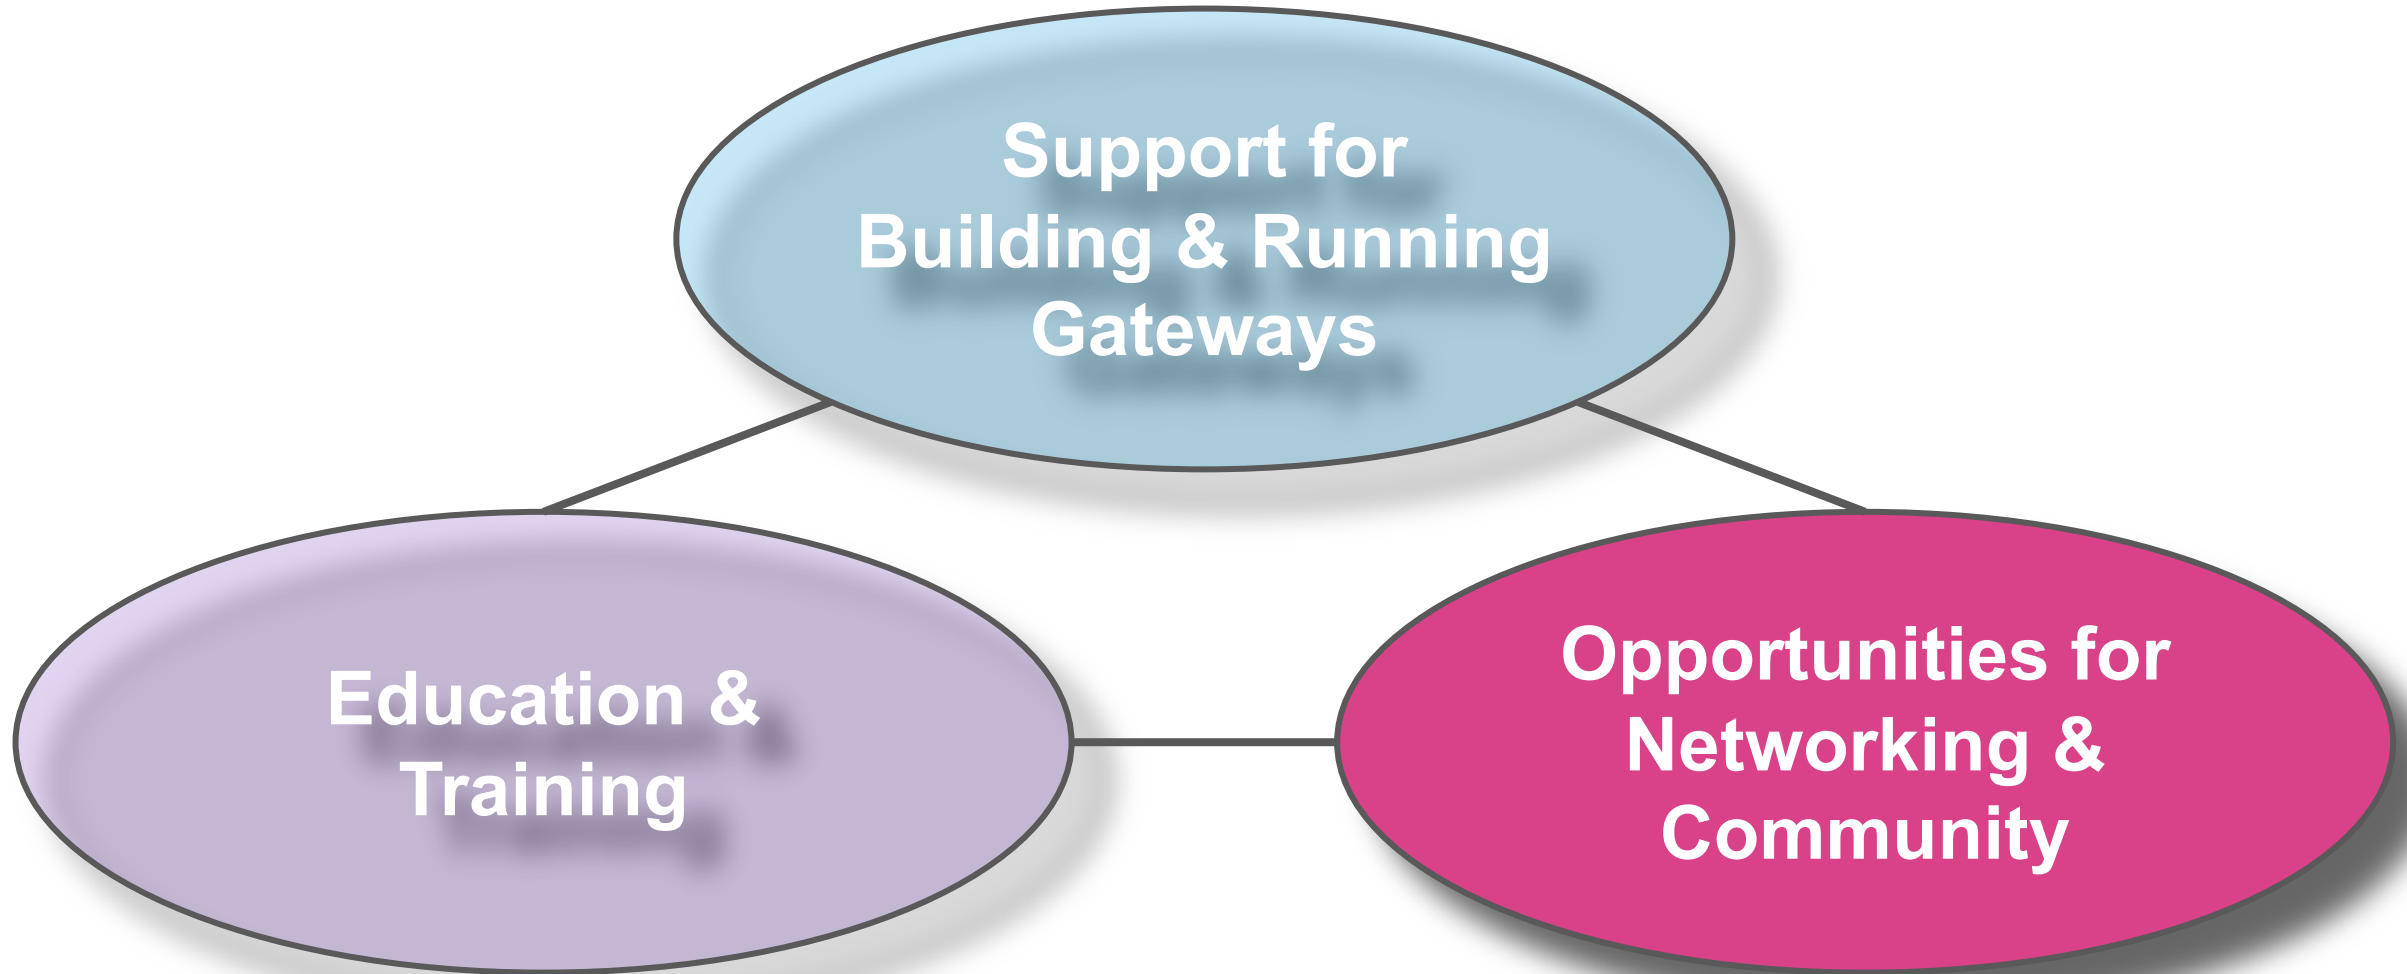 Support for
Building & Running
Gateways
Education &
Training
Opportunities for
Networking &
Community